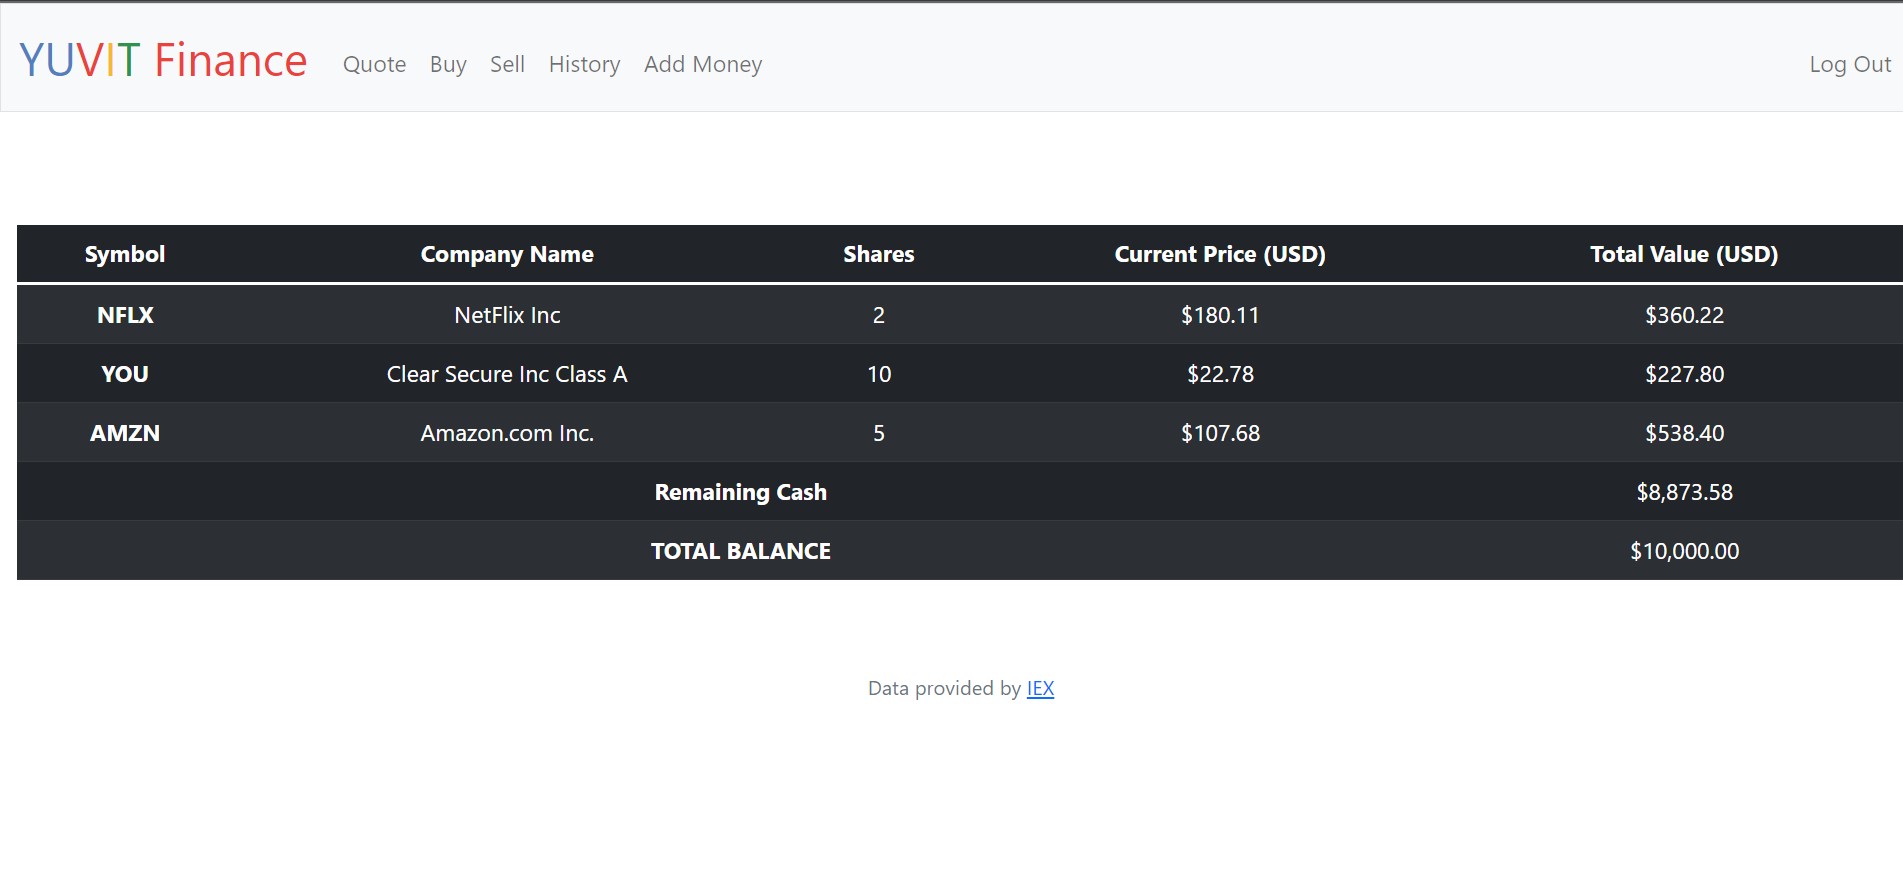 YUVIT Finance Quote Buy Sell History Add Money Log Out
Symbol Company Name Shares Current Price (USD) Total Value (USD)
NFLX NetFlix Inc 2 $180.11 $360.22
YOU Clear Secure Inc Class A 10 $22.78 $227.80
AMZN Amazon.com Inc. 5 $107.68 $538.40
Remaining Cash $8,873.58
TOTAL BALANCE $10,000.00
Data provided by IEX